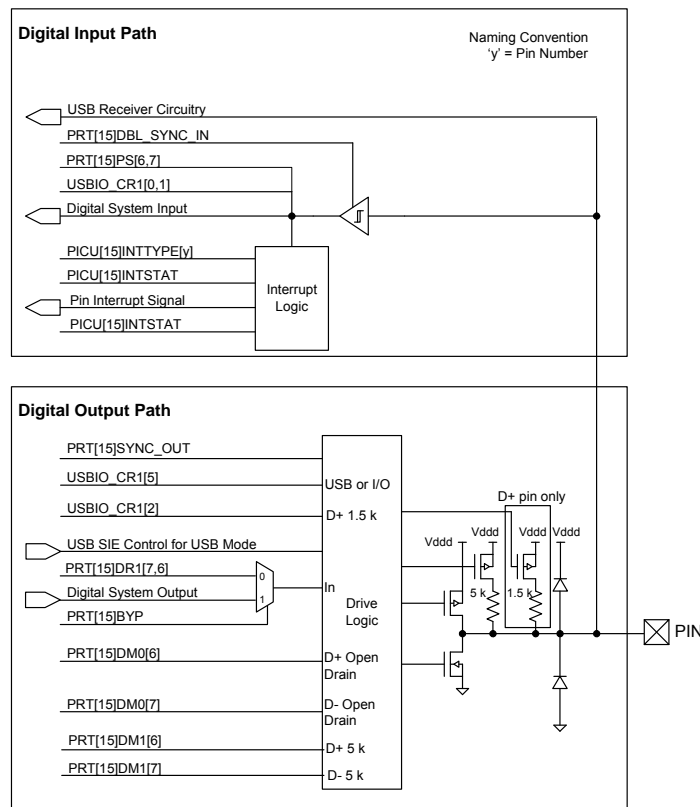 Digital Input Path
Naming Convention
‘y’ = Pin Number
USB Receiver Circuitry
PRT[15]DBL_SYNC_IN
PRT[15]PS[6,7]
USBIO_CR1[0,1]
Digital System Input
PICU[15]INTTYPE[y]
PICU[15]INTSTAT
Pin Interrupt Signal
PICU[15]INTSTAT
Interrupt
Logic
Digital Output Path
PRT[15]SYNC_OUT
USBIO_CR1[5]
USB or I/O
USBIO_CR1[2]
D+ 1.5 k
D+ pin only
Vddd
Vddd
Vddd
Vddd
USB SIE Control for USB Mode
PRT[15]DR1[7,6]
0
Digital System Output
1
In
PRT[15]BYP
Drive
Logic
5 k
1.5 k
PIN
PRT[15]DM0[6]
D+ Open
Drain
PRT[15]DM0[7]
D- Open
Drain
PRT[15]DM1[6]
D+ 5 k
PRT[15]DM1[7]
D- 5 k